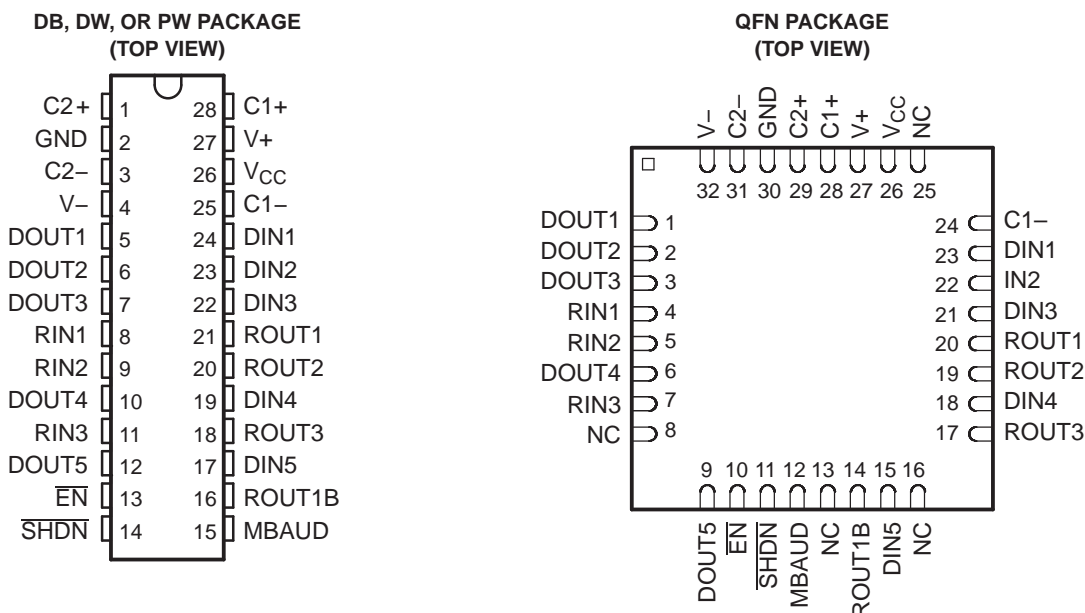 DB, DW, OR PW PACKAGE
(TOP VIEW)
C2+ 1 28 C1+
GND 2 27 V+
C2− 3 26 VCC
V− 4 25 C1−
DOUT1 5 24 DIN1
DOUT2 6 23 DIN2
DOUT3 7 22 DIN3
RIN1 8 21 ROUT1
RIN2 9 20 ROUT2
DOUT4 10 19 DIN4
RIN3 11 18 ROUT3
DOUT5 12 17 DIN5
EN 13 16 ROUT1B
SHDN 14 15 MBAUD
QFN PACKAGE
(TOP VIEW)
V− C2− GND C2+ C1+ V+ VCC NC
32 31 30 29 28 27 26 25
DOUT1 1 24 C1−
DOUT2 2 23 DIN1
DOUT3 3 22 IN2
RIN1 4 21 DIN3
RIN2 5 20 ROUT1
DOUT4 6 19 ROUT2
RIN3 7 18 DIN4
NC 8 17 ROUT3
9 10 11 12 13 14 15 16
DOUT5 EN SHDN MBAUD NC ROUT1B DIN5 NC